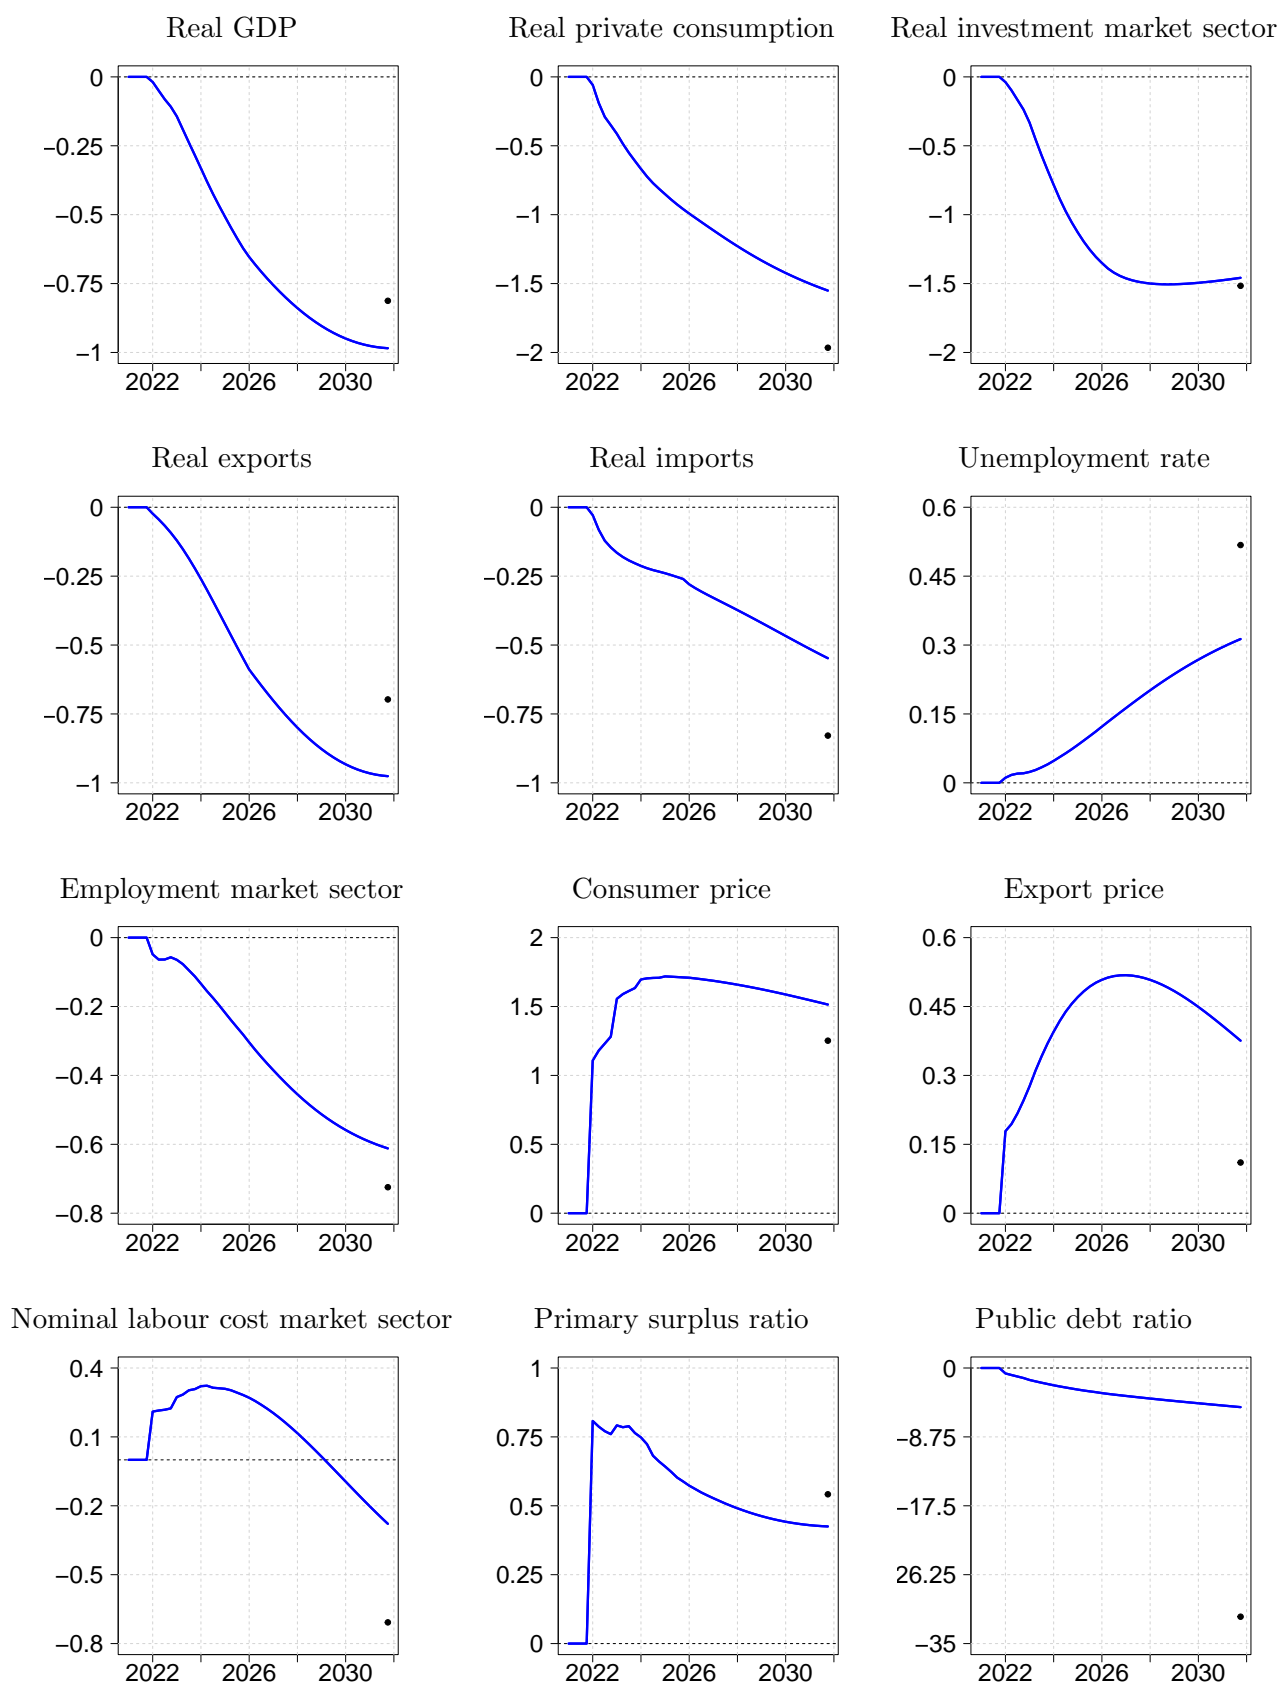 Real GDP
0
−0.25
−0.5
−0.75
−1
2022 2026 2030
Real private consumption
0
−0.5
−1
−1.5
−2
2022 2026 2030
Real investment market sector
0
−0.5
−1
−1.5
−2
2022 2026 2030
Real exports
0
−0.25
−0.5
−0.75
−1
2022 2026 2030
Real imports
0
−0.25
−0.5
−0.75
−1
2022 2026 2030
Unemployment rate
0.6
0.45
0.3
0.15
0
2022 2026 2030
Employment market sector
0
−0.2
−0.4
−0.6
−0.8
2022 2026 2030
Consumer price
2
1.5
1
0.5
0
2022 2026 2030
Export price
0.6
0.45
0.3
0.15
0
2022 2026 2030
Nominal labour cost market sector
0.4
0.1
−0.2
−0.5
−0.8
2022 2026 2030
Primary surplus ratio
1
0.75
0.5
0.25
0
2022 2026 2030
Public debt ratio
0
−8.75
−17.5
26.25
−35
2022 2026 2030